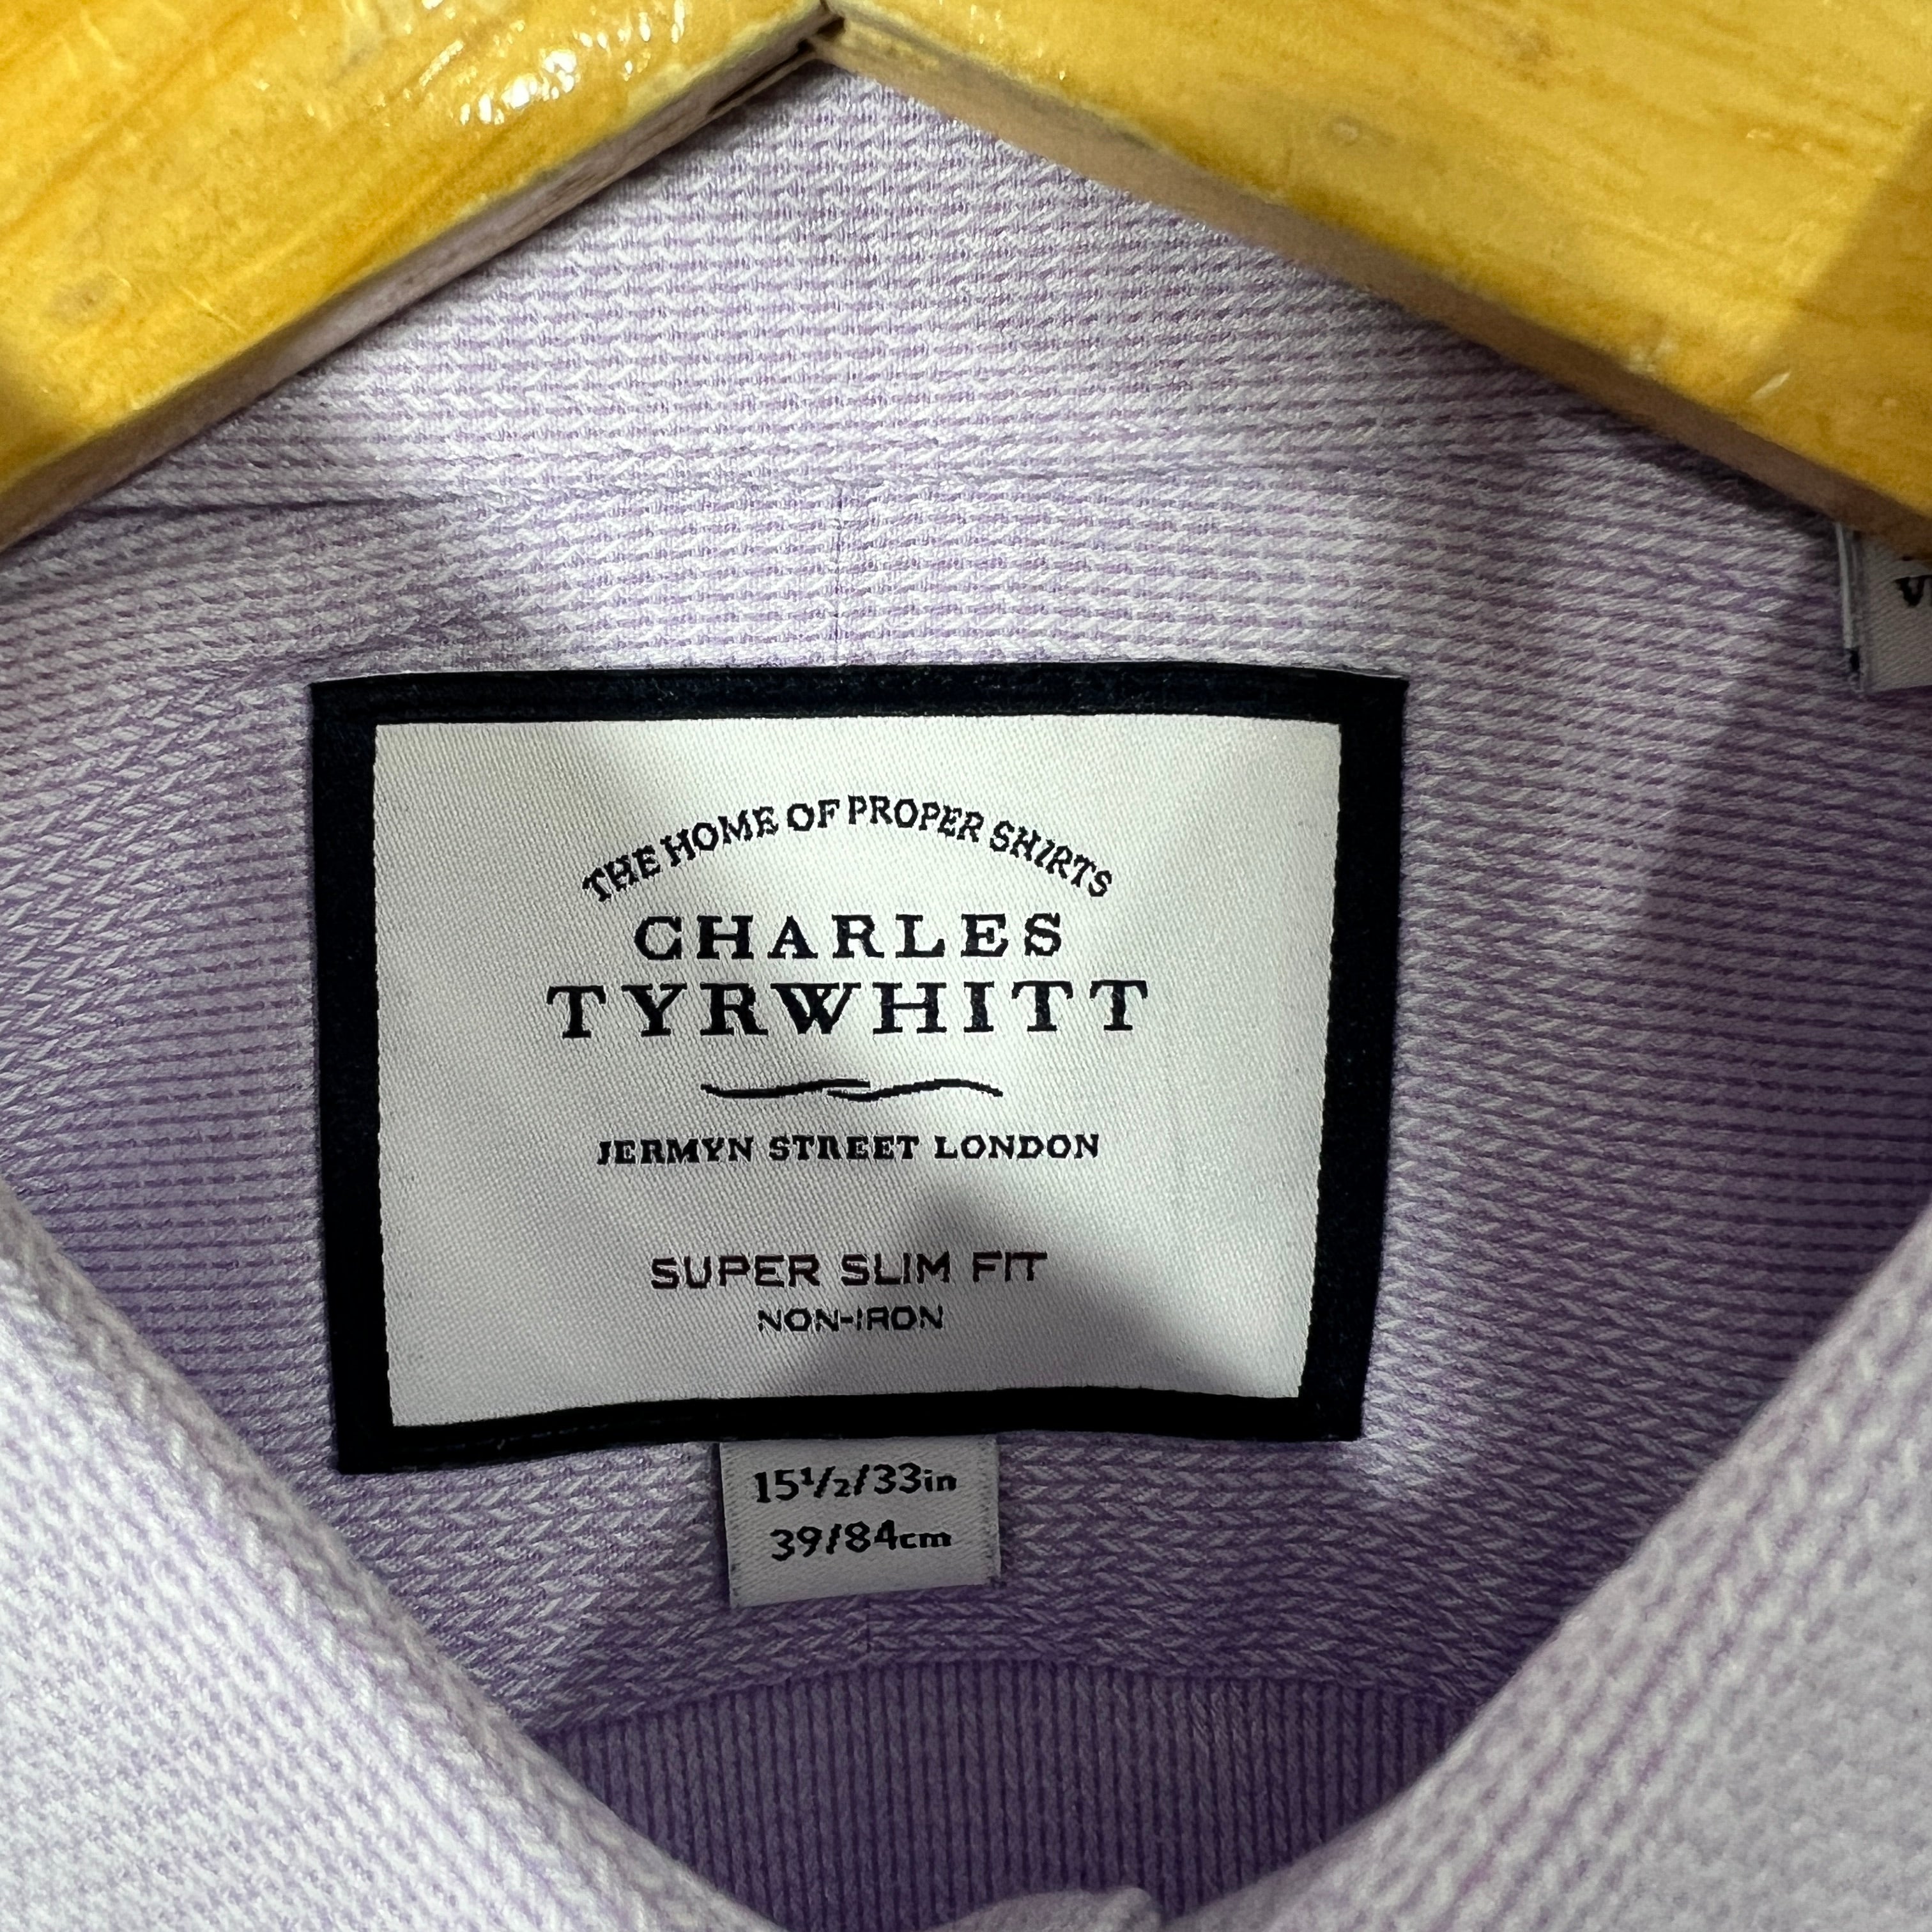 THE HOME OF PROPER SHIRTS
CHARLES
TYRWHITT
JERMYN STREET LONDON
SUPER SLIM FIT
NON-IRON
15¹/₂/33in
39/84cm